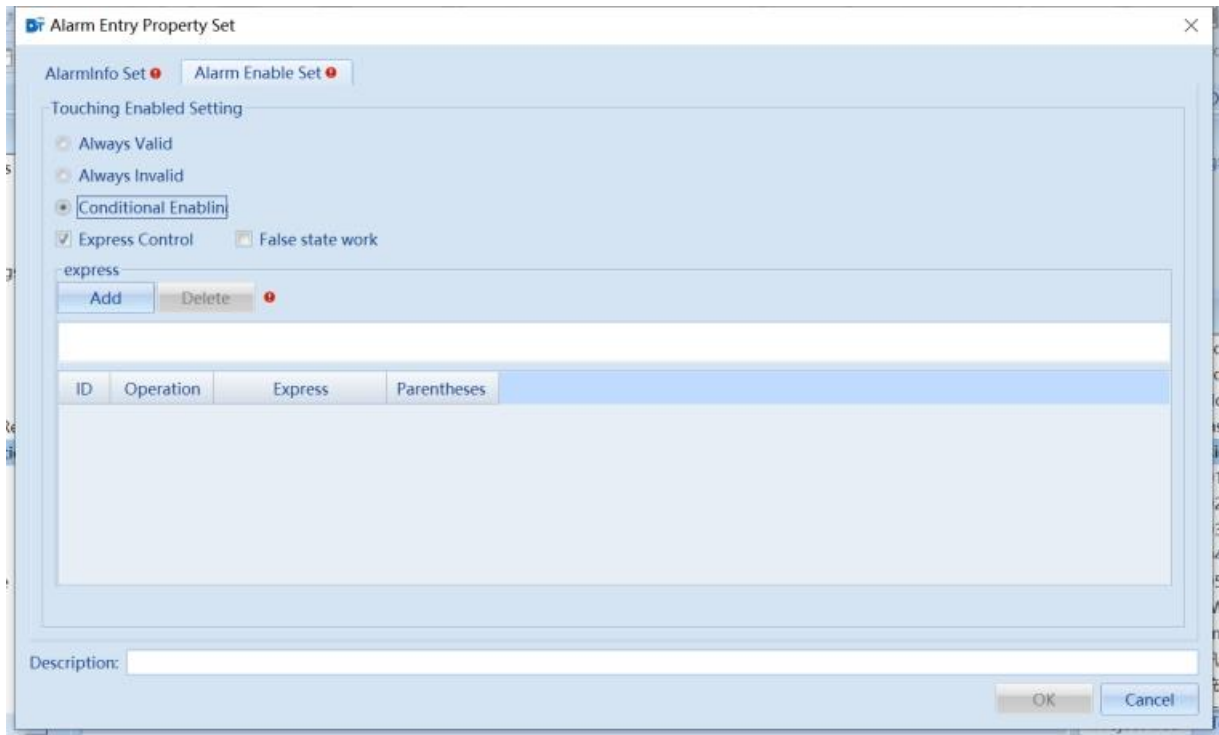 Alarm Entry Property Set
AlarmInfo Set
Alarm Enable Set
Touching Enabled Setting
Always Valid
Always Invalid
Conditional Enablin
Express Control
False state work
express
Add
Delete
ID
Operation
Express
Parentheses
Description:
OK
Cancel